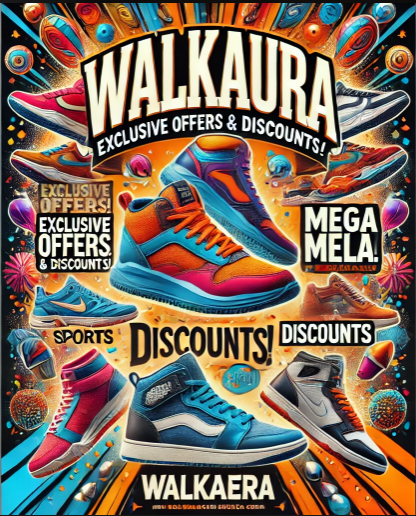 WALKAURA
EXCLUSIVE OFFERS & DISCOUNTS!
EXCLUSIVE
OFFERS!
EXCLUSIVE
OFFERS
& DISCOUNTS!
MEGA
MELA!
SPORTS
DISCOUNTS!
DISCOUNTS
WALKAERA